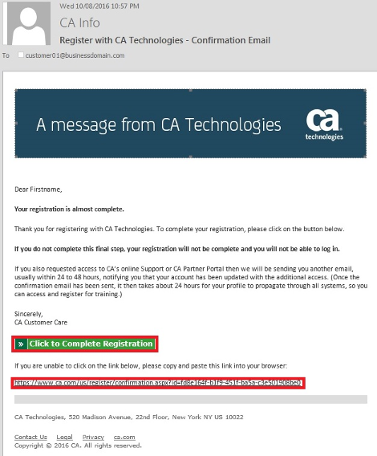 Wed 10/08/2016 10:57 PM
CA Info
Register with CA Technologies - Confirmation Email
To customer01@businessdomain.com
A message from CA Technologies
ca
technologies
Dear Firstname,
Your registration is almost complete.
Thank you for registering with CA Technologies. To complete your registration, please click on the button below.
If you do not complete this final step, your registration will not be complete and you will not be able to log in.
If you also requested access to CA's online Support or CA Partner Portal then we will be sending you another email,
usually within 24 to 48 hours, notifying you that your account has been updated with the additional access. (Once the
confirmation email has been sent, it then takes about 24 hours for your profile to propagate through all systems, so you
can access and register for training.)
Sincerely,
CA Customer Care
» Click to Complete Registration
If you are unable to click on the link below, please copy and paste this link into your browser:
https://www.ca.com/us/register/confirmation.aspx?
CA Technologies, 520 Madison Avenue, 22nd Floor, New York NY US 10022
Contact Us Legal Privacy ca.com
Copyright © 2016 CA. All rights reserved.